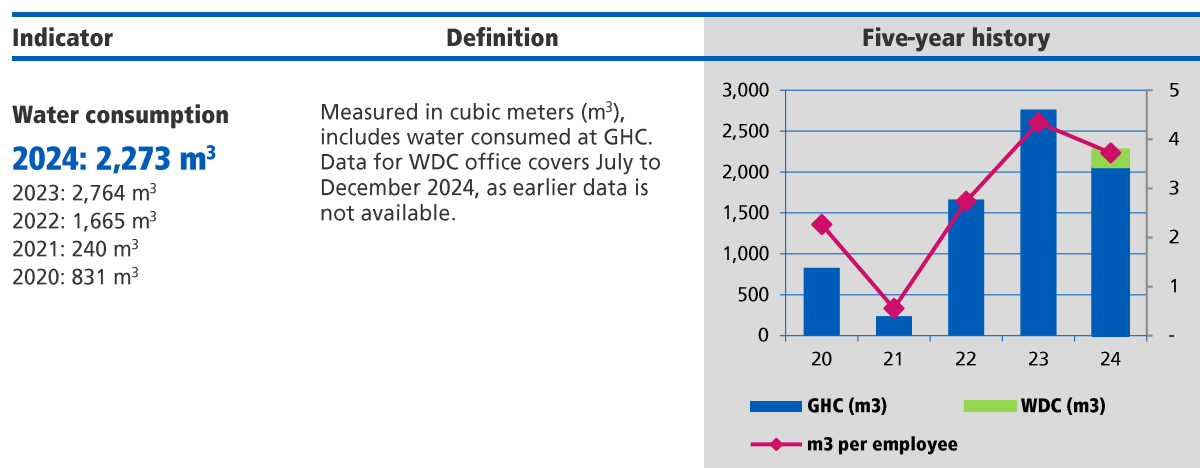 Indicator
Definition
Five-year history
Water consumption
2024: 2,273 m³
2023: 2,764 m³
2022: 1,665 m³
2021: 240 m³
2020: 831 m³
Measured in cubic meters (m³),
includes water consumed at GHC.
Data for WDC office covers July to
December 2024, as earlier data is
not available.
3,000
2,500
2,000
1,500
1,000
500
0
5
4
3
2
1
-
20 21 22 23 24
GHC (m3)
WDC (m3)
m3 per employee